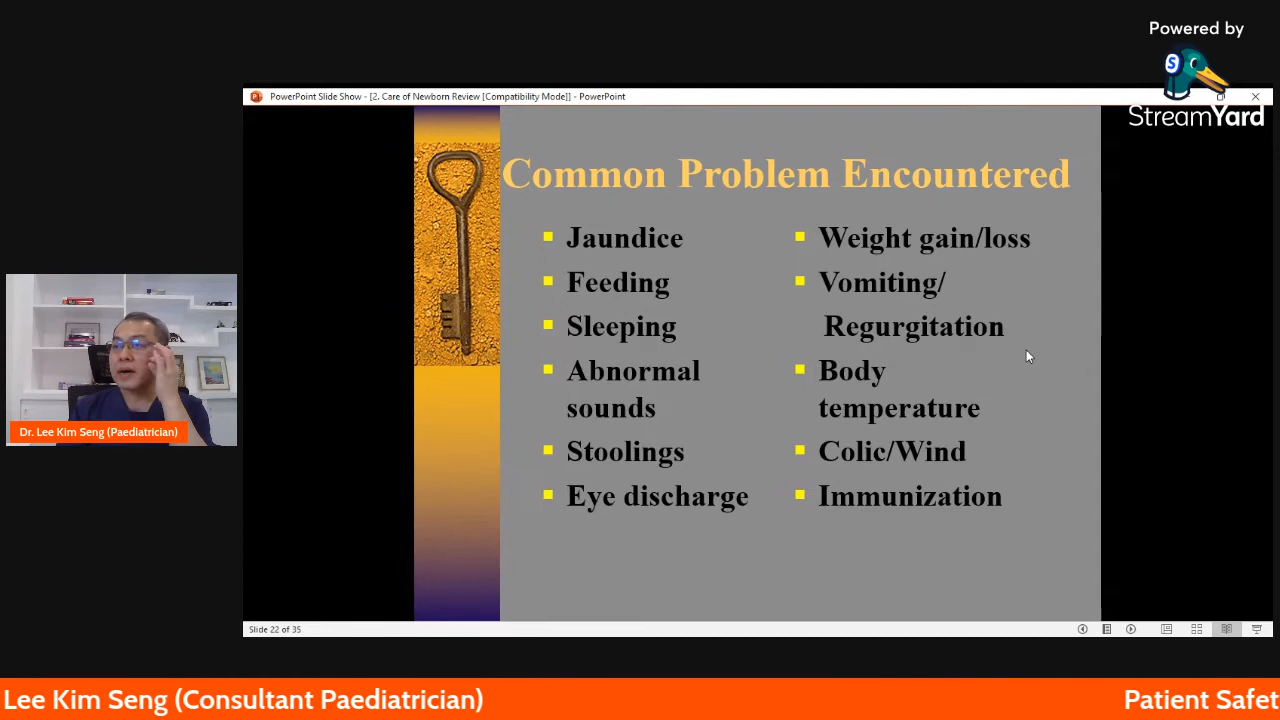 Powered by
StreamYard
PowerPoint Slide Show - [2. Care of Newborn Review [Compatibility Mode]] - PowerPoint
Common Problem Encountered
Jaundice
Feeding
Sleeping
Abnormal
sounds
Stoolings
Eye discharge
Weight gain/loss
Vomiting/
Regurgitation
Body
temperature
Colic/Wind
Immunization
Dr. Lee Kim Seng (Paediatrician)
Slide 22 of 35
Lee Kim Seng (Consultant Paediatrician)
Patient Safet